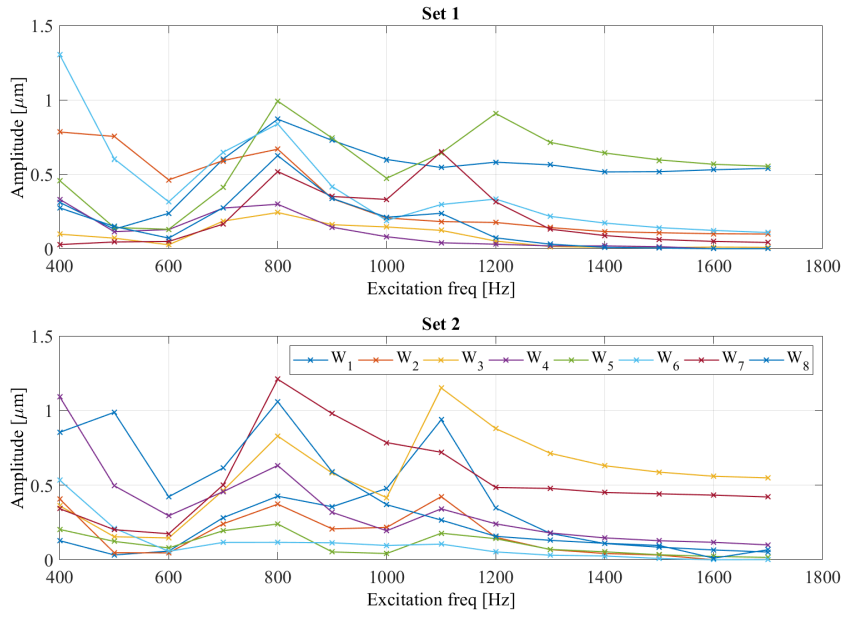 Set 1
1.5
1
0.5
0
Amplitude [μm]
400 600 800 1000 1200 1400 1600 1800
Excitation freq [Hz]
Set 2
W1 W2 W3 W4 W5 W6 W7 W8
1.5
1
0.5
0
Amplitude [μm]
400 600 800 1000 1200 1400 1600 1800
Excitation freq [Hz]